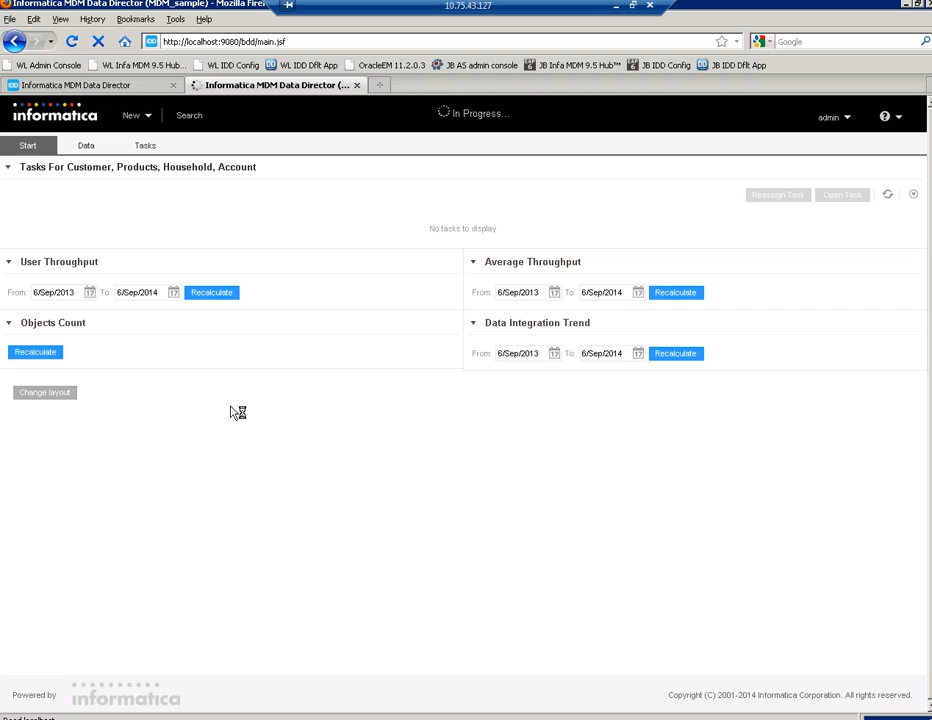 Informatica MDM Data Director (MDM_sample) - Mozilla Firef
10.75.43.127
File Edit View History Bookmarks Tools Help
http://localhost:9080/bdd/main.jsf
Google
WL Admin Console WL Infa MDM 9.5 Hub... WL IDD Config WL IDD Dflt App OracleEM 11.2.0.3 JB AS admin console JB Infa MDM 9.5 Hub™ JB IDD Config JB IDD Dflt App
Informatica MDM Data Director Informatica MDM Data Director (...
informatica New Search In Progress... admin ?
Start Data Tasks
Tasks For Customer, Products, Household, Account
Reassign Task Open Task
No tasks to display
User Throughput Average Throughput
From: 6/Sep/2013 17 To: 6/Sep/2014 17 Recalculate From: 6/Sep/2013 17 To: 6/Sep/2014 17 Recalculate
Objects Count Data Integration Trend
Recalculate From: 6/Sep/2013 17 To: 6/Sep/2014 17 Recalculate
Change layout
Powered by informatica Copyright (C) 2001-2014 Informatica Corporation. All rights reserved.